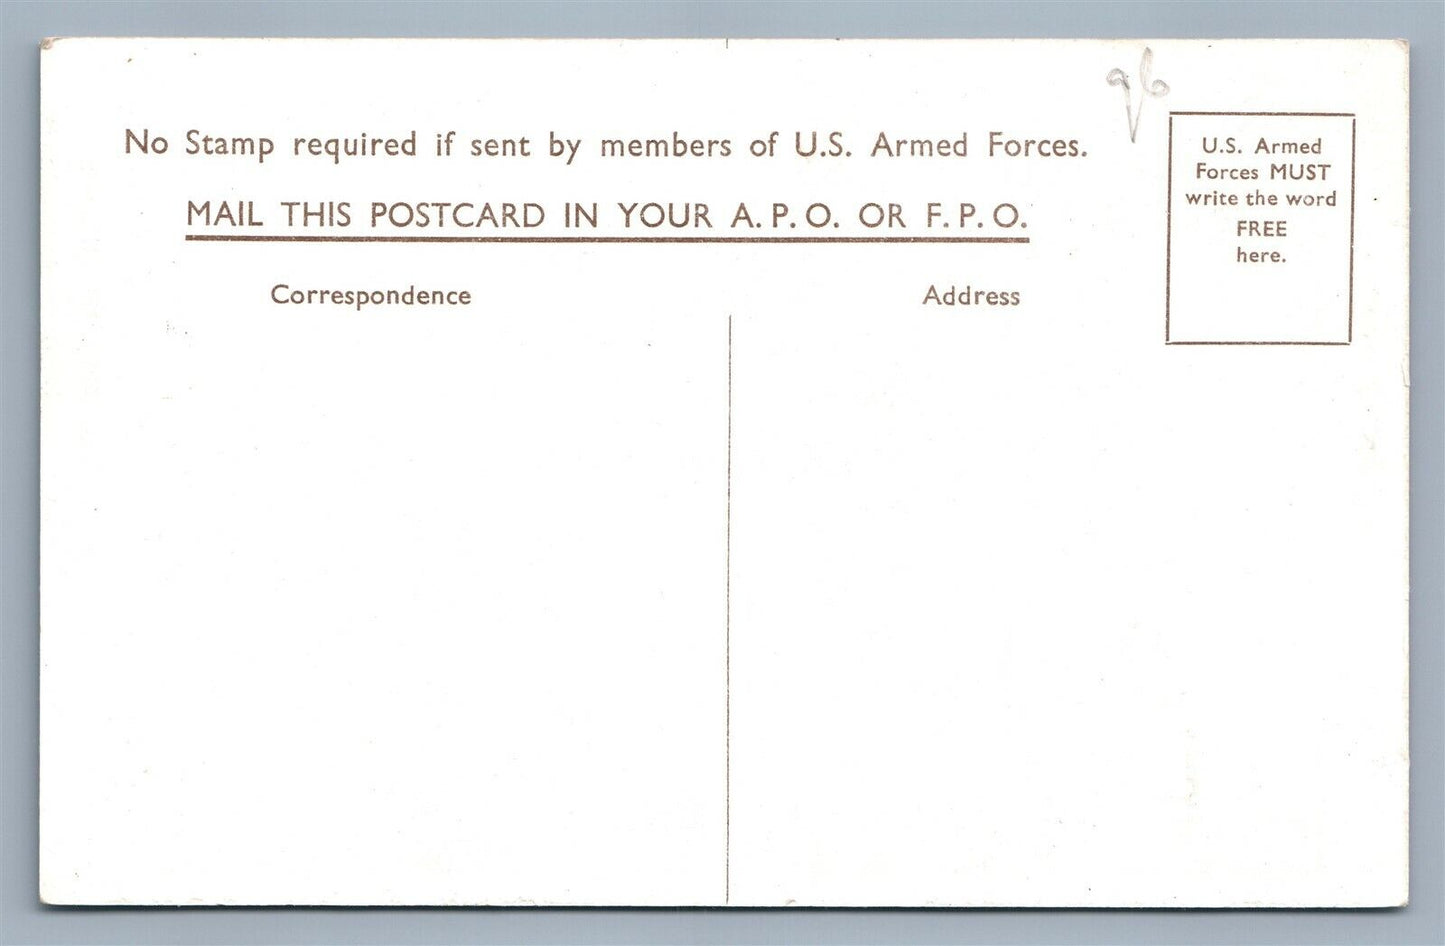 No Stamp required if sent by members of U.S. Armed Forces.
MAIL THIS POSTCARD IN YOUR A.P.O. OR F.P.O.
Correspondence
Address
U.S. Armed
Forces MUST
write the word
FREE
here.